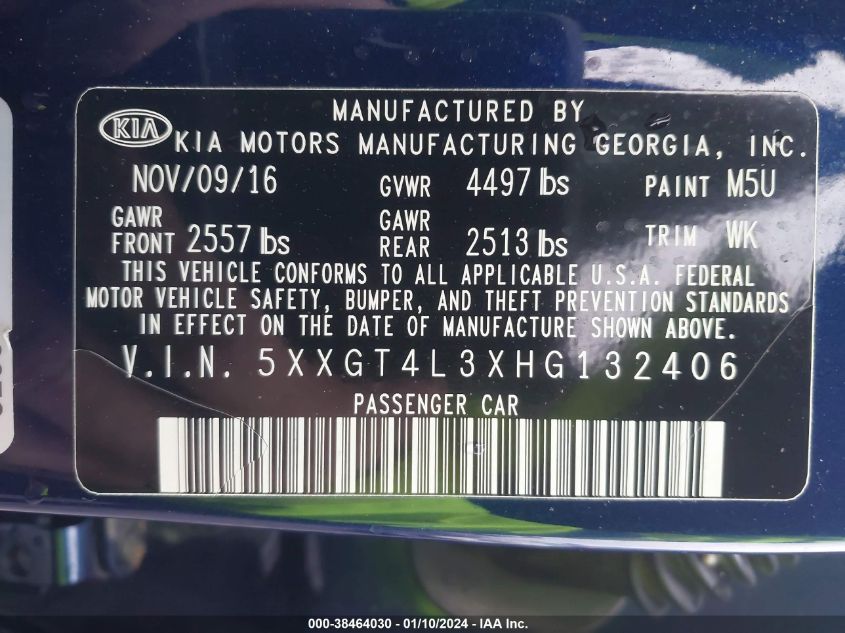 MANUFACTURED BY
KIA KIA MOTORS MANUFACTURING GEORGIA, INC.
NOV/09/16 GVWR 4497 lbs PAINT M5U
GAWR FRONT 2557 lbs GAWR REAR 2513 lbs TRIM WK
THIS VEHICLE CONFORMS TO ALL APPLICABLE U.S.A. FEDERAL
MOTOR VEHICLE SAFETY, BUMPER, AND THEFT PREVENTION STANDARDS
IN EFFECT ON THE DATE OF MANUFACTURE SHOWN ABOVE.
V.I.N. 5XXGT4L3XHG132406
PASSENGER CAR
000-38464030 - 01/10/2024 - IAA Inc.